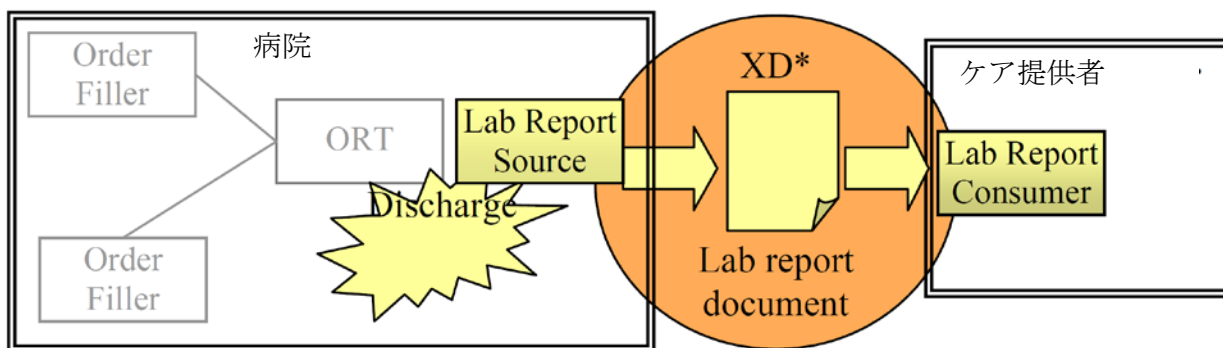 病院
Order
Filler
ORT
Order
Filler
Discharge
Lab Report
Source
XD*
Lab report
document
ケア提供者
Lab Report
Consumer